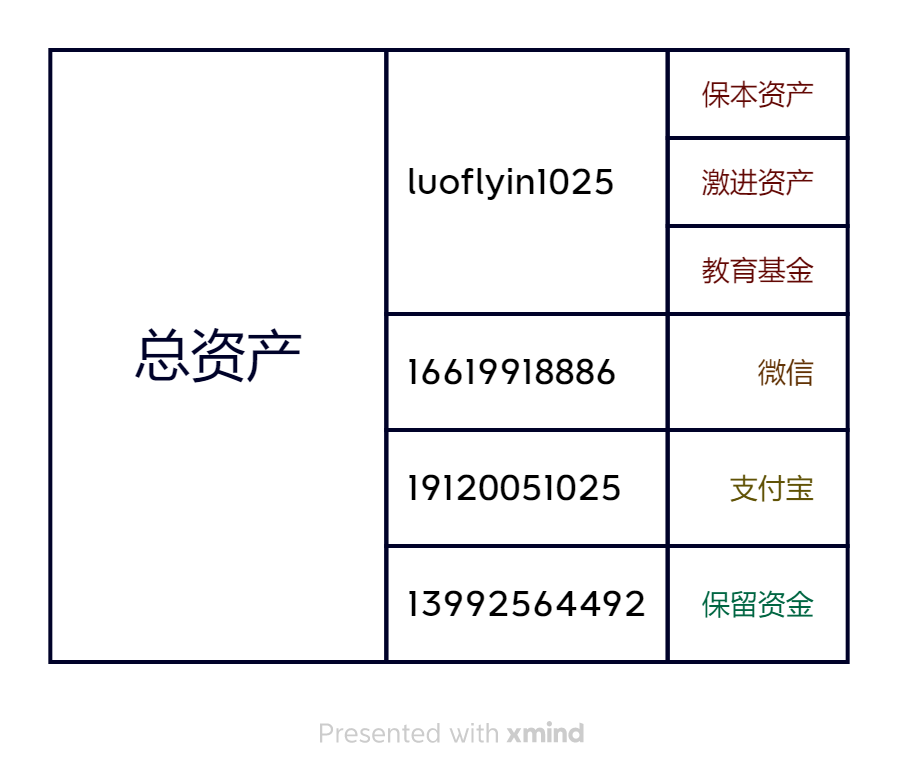 总资产
luoflyin1025
保本资产
激进资产
教育基金
16619918886
微信
19120051025
支付宝
13992564492
保留资金
Presented with xmind